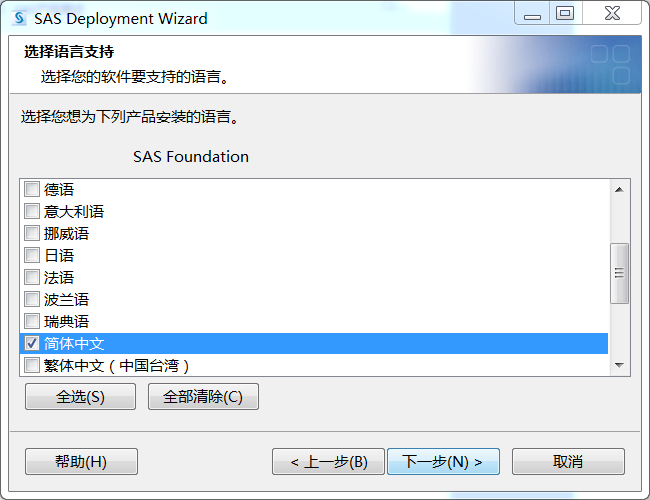 SAS Deployment Wizard
选择语言支持
选择您的软件要支持的语言。
选择您想为下列产品安装的语言。
SAS Foundation
德语
意大利语
挪威语
日语
法语
波兰语
瑞典语
简体中文
繁体中文（中国台湾）
全选(S) 全部清除(C)
帮助(H) < 上一步(B) 下一步(N) > 取消